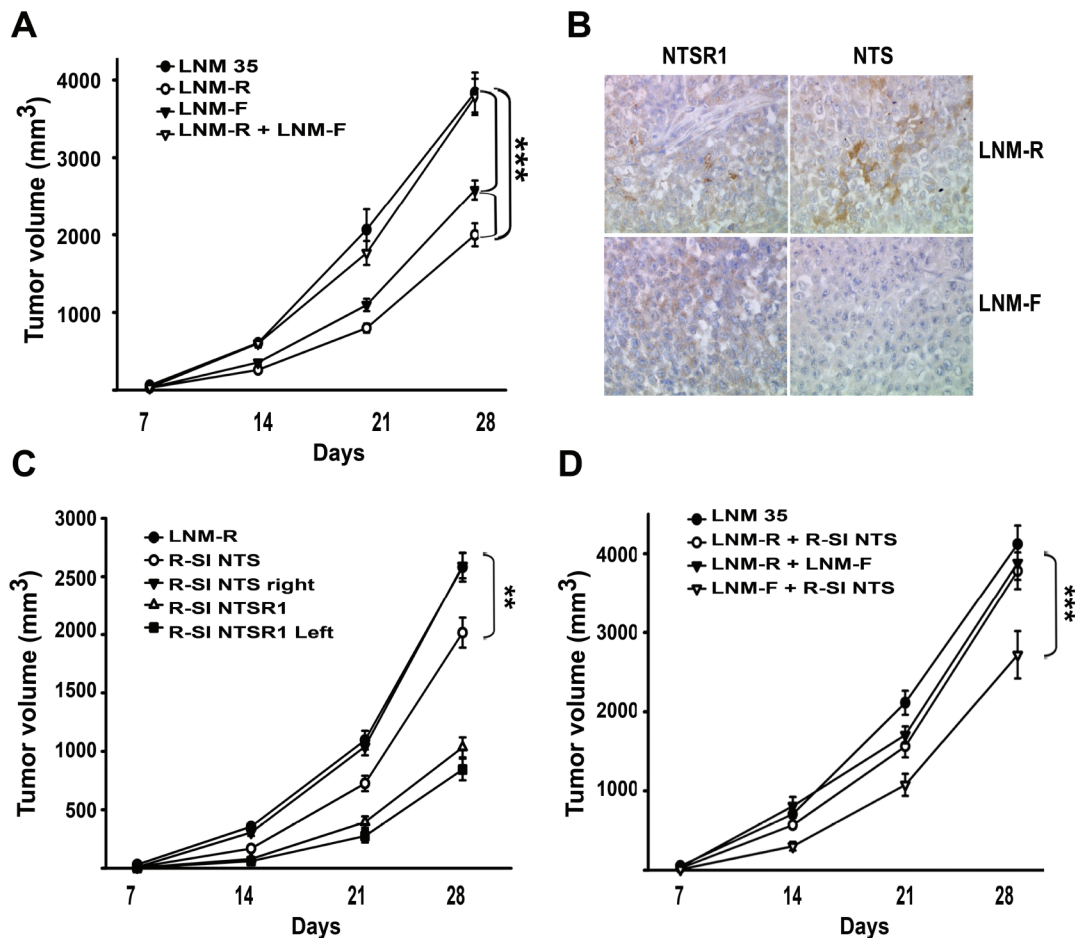 A
Tumor volume (mm3)
4000
3000
2000
1000
LNM 35
LNM-R
LNM-F
LNM-R + LNM-F
***
7 14 21 28
Days
B
NTSR1 NTS
LNM-R
LNM-F
C
Tumor volume (mm3)
3000
2500
2000
1500
1000
500
LNM-R
R-SI NTS
R-SI NTS right
R-SI NTSR1
R-SI NTSR1 Left
**
7 14 21 28
Days
D
Tumor volume (mm3)
4000
3000
2000
1000
LNM 35
LNM-R + R-SI NTS
LNM-R + LNM-F
LNM-F + R-SI NTS
***
7 14 21 28
Days